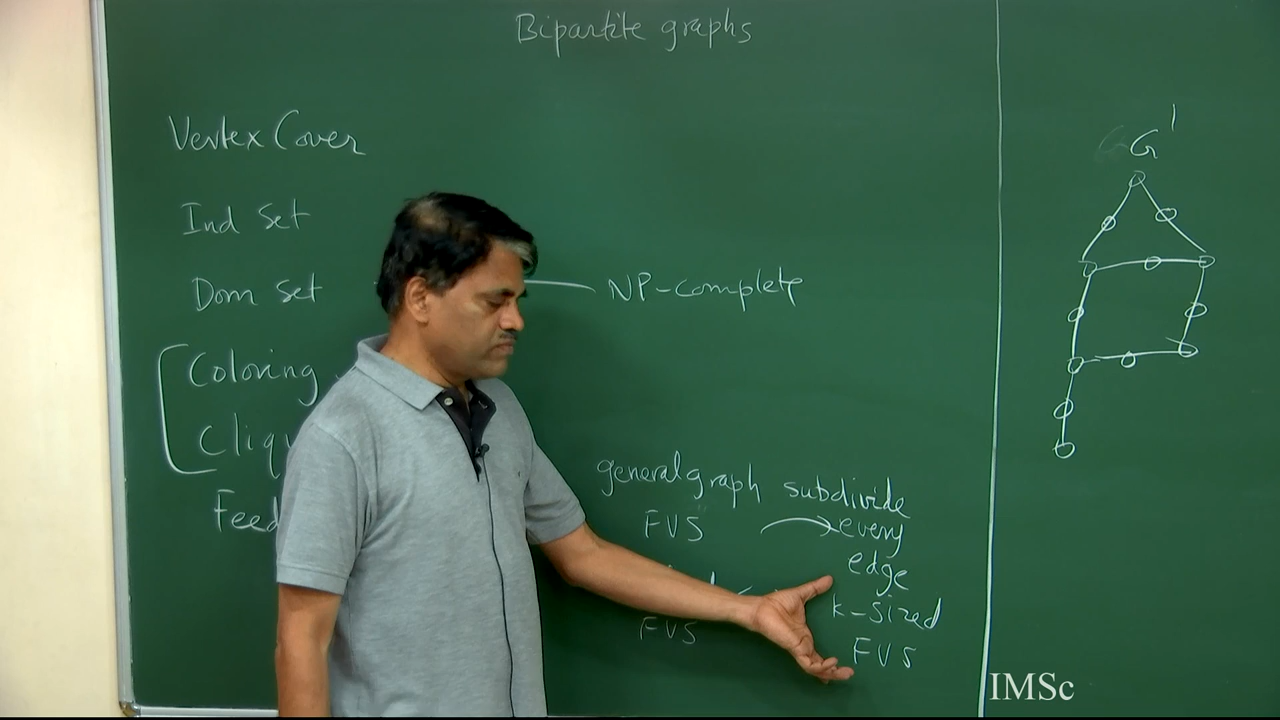 Bipartite graphs
Vertex Cover
Ind Set
Dom Set
NP-complete
Coloring
Cliq
Feed
general graph subdivide
FVS every
edge
k-sized
FVS FVS
G'
IMSc